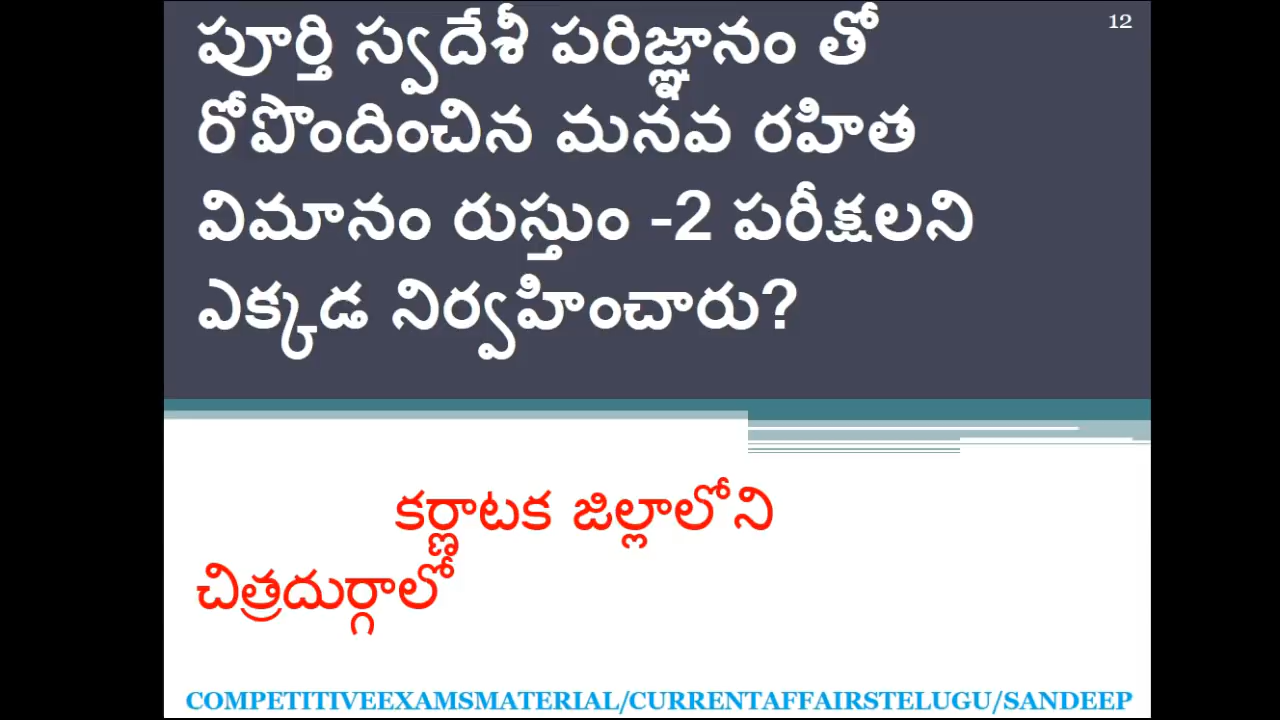 12
పూర్తి స్వదేశీ పరిజ్ఞానం తో
రోపొందించిన మనవ రహిత
విమానం రుస్తుం -2 పరీక్షలని
ఎక్కడ నిర్వహించారు?
కర్ణాటక జిల్లాలోని
చిత్రదుర్గాలో
COMPETITIVEEXAMSMATERIAL/CURRENTAFFAIRSTELUGU/SANDEEP